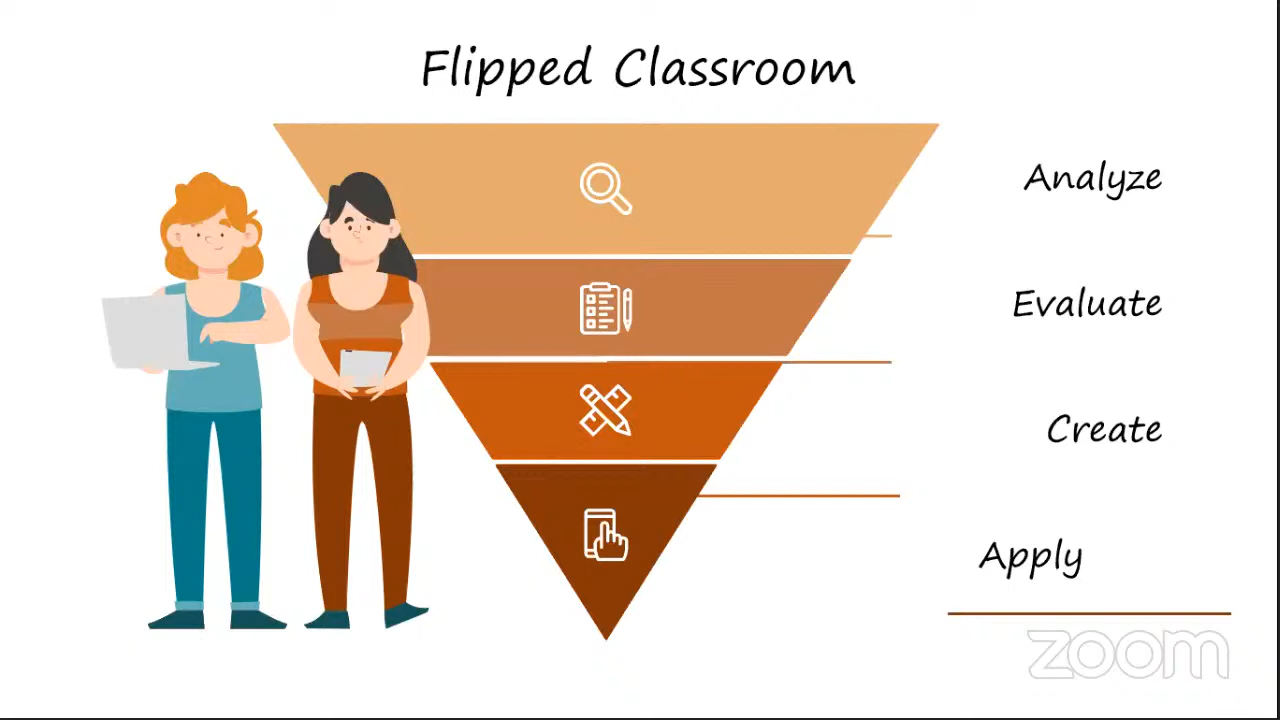 Flipped Classroom
Analyze
Evaluate
Create
Apply
zoom